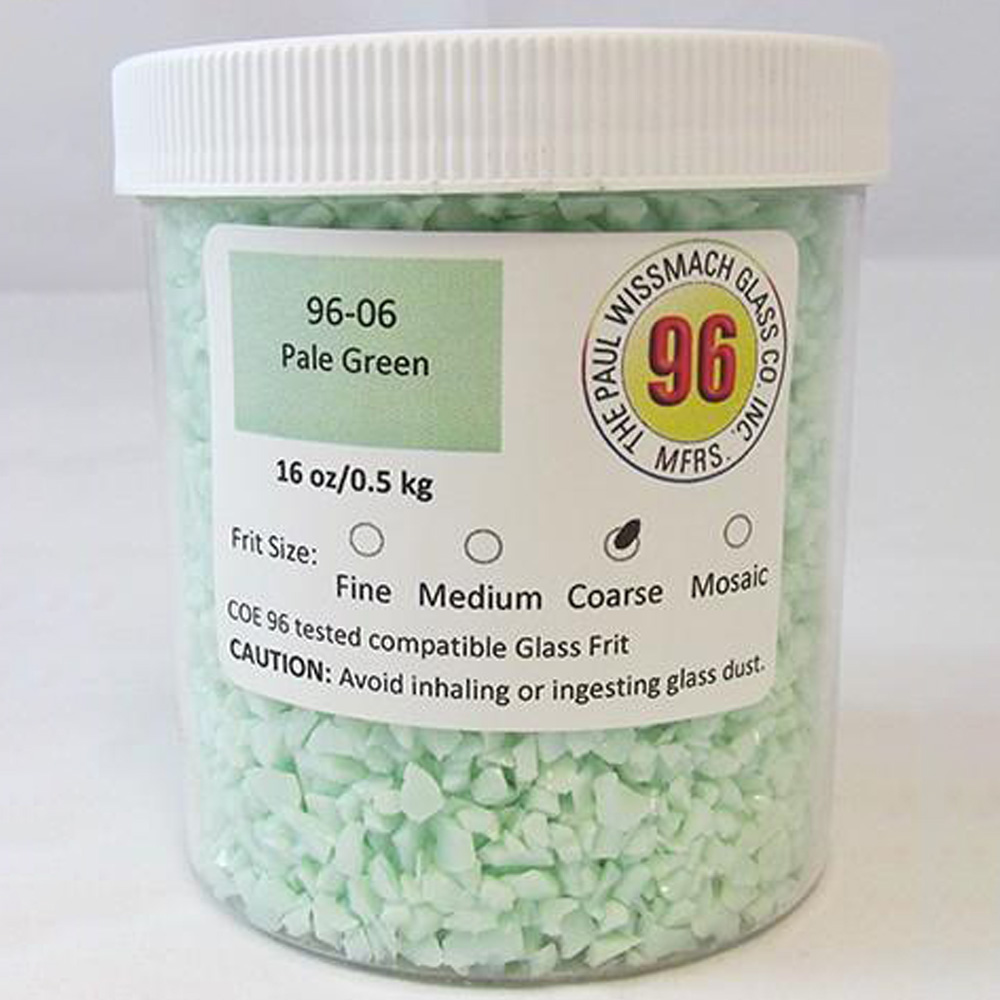 96-06
Pale Green
THE PAUL WISSMACH GLASS CO. INC.
MFRS.
96
16 oz/0.5 kg
Frit Size:
Fine Medium Coarse Mosaic
COE 96 tested compatible Glass Frit
CAUTION: Avoid inhaling or ingesting glass dust.